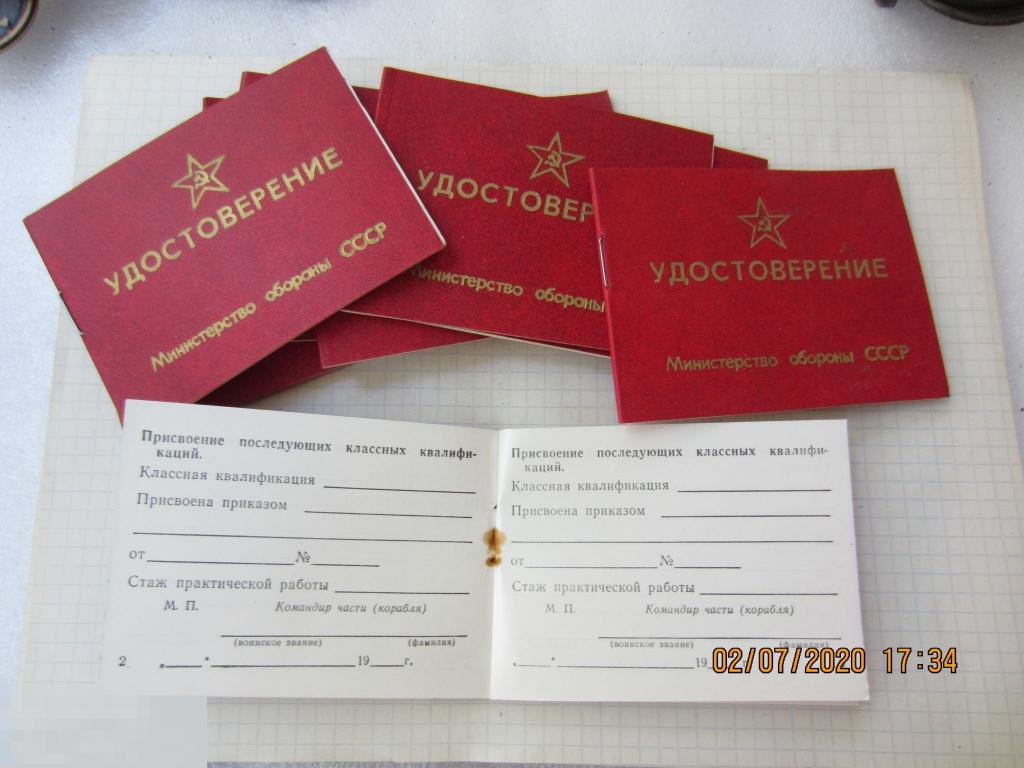 УДОСТОВЕРЕНИЕ
Министерство обороны СССР
УДОСТОВЕР
Министерство обороны
УДОСТОВЕРЕНИЕ
Министерство обороны СССР
Присвоение последующих классных квалифи-
каций.
Классная квалификация
Присвоена приказом
от № 
Стаж практической работы
М. П. Командир части (корабля)
(воинское звание) (фамилия)
2 „ “ 19 г.
Присвоение последующих классных квалифи-
каций.
Классная квалификация
Присвоена приказом
от №
Стаж практической работы
М. П. Командир части (корабля)
(воинское звание) (фамилия)
„ “ 19
02/07/2020 17:34